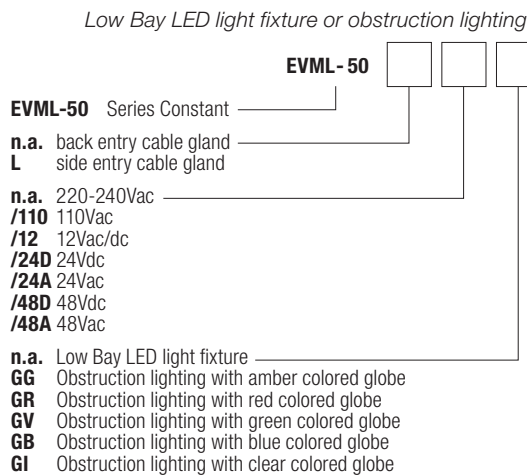 Low Bay LED light fixture or obstruction lighting
EVML- 50
EVML-50 Series Constant
n.a. back entry cable gland
L side entry cable gland
n.a. 220-240Vac
/110 110Vac
/12 12Vac/dc
/24D 24Vdc
/24A 24Vac
/48D 48Vdc
/48A 48Vac
n.a. Low Bay LED light fixture
GG Obstruction lighting with amber colored globe
GR Obstruction lighting with red colored globe
GV Obstruction lighting with green colored globe
GB Obstruction lighting with blue colored globe
GI Obstruction lighting with clear colored globe